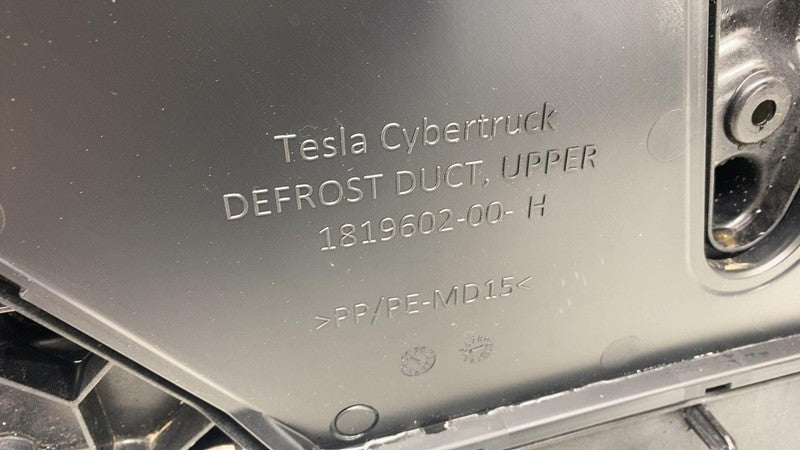 Tesla Cybertruck
DEFROST DUCT, UPPER
1819602-00- H
>PP/PE-MD15<